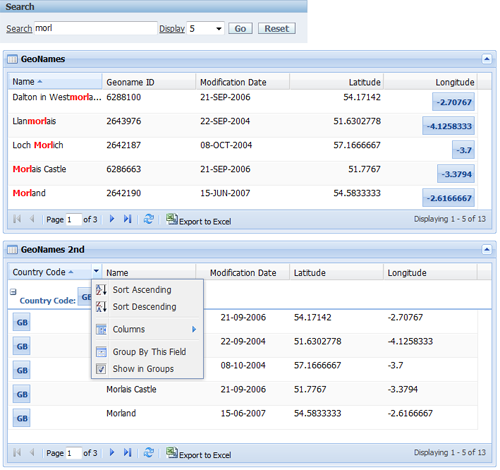 Search
Search morl Display 5 Go Reset
GeoNames
Name Geoname ID Modification Date Latitude Longitude
Dalton in Westmorla... 6288100 21-SEP-2006 54.17142 -2.70767
Llanmorlais 2643976 22-SEP-2004 51.6302778 -4.1258333
Loch Morlich 2642187 08-OCT-2004 57.1666667 -3.7
Morlais Castle 6286663 21-SEP-2006 51.7767 -3.3794
Morland 2642190 15-JUN-2007 54.5833333 -2.6166667
Page 1 of 3 Export to Excel Displaying 1 - 5 of 13
GeoNames 2nd
Country Code Name Modification Date Latitude Longitude
Sort Ascending
Country Code: GB
Sort Descending
GB 21-09-2006 54.17142 -2.70767
Columns
GB 22-09-2004 51.6302778 -4.1258333
Group By This Field
GB 08-10-2004 57.1666667 -3.7
Show in Groups
GB Morlais Castle 21-09-2006 51.7767 -3.3794
GB Morland 15-06-2007 54.5833333 -2.6166667
Page 1 of 3 Export to Excel Displaying 1 - 5 of 13